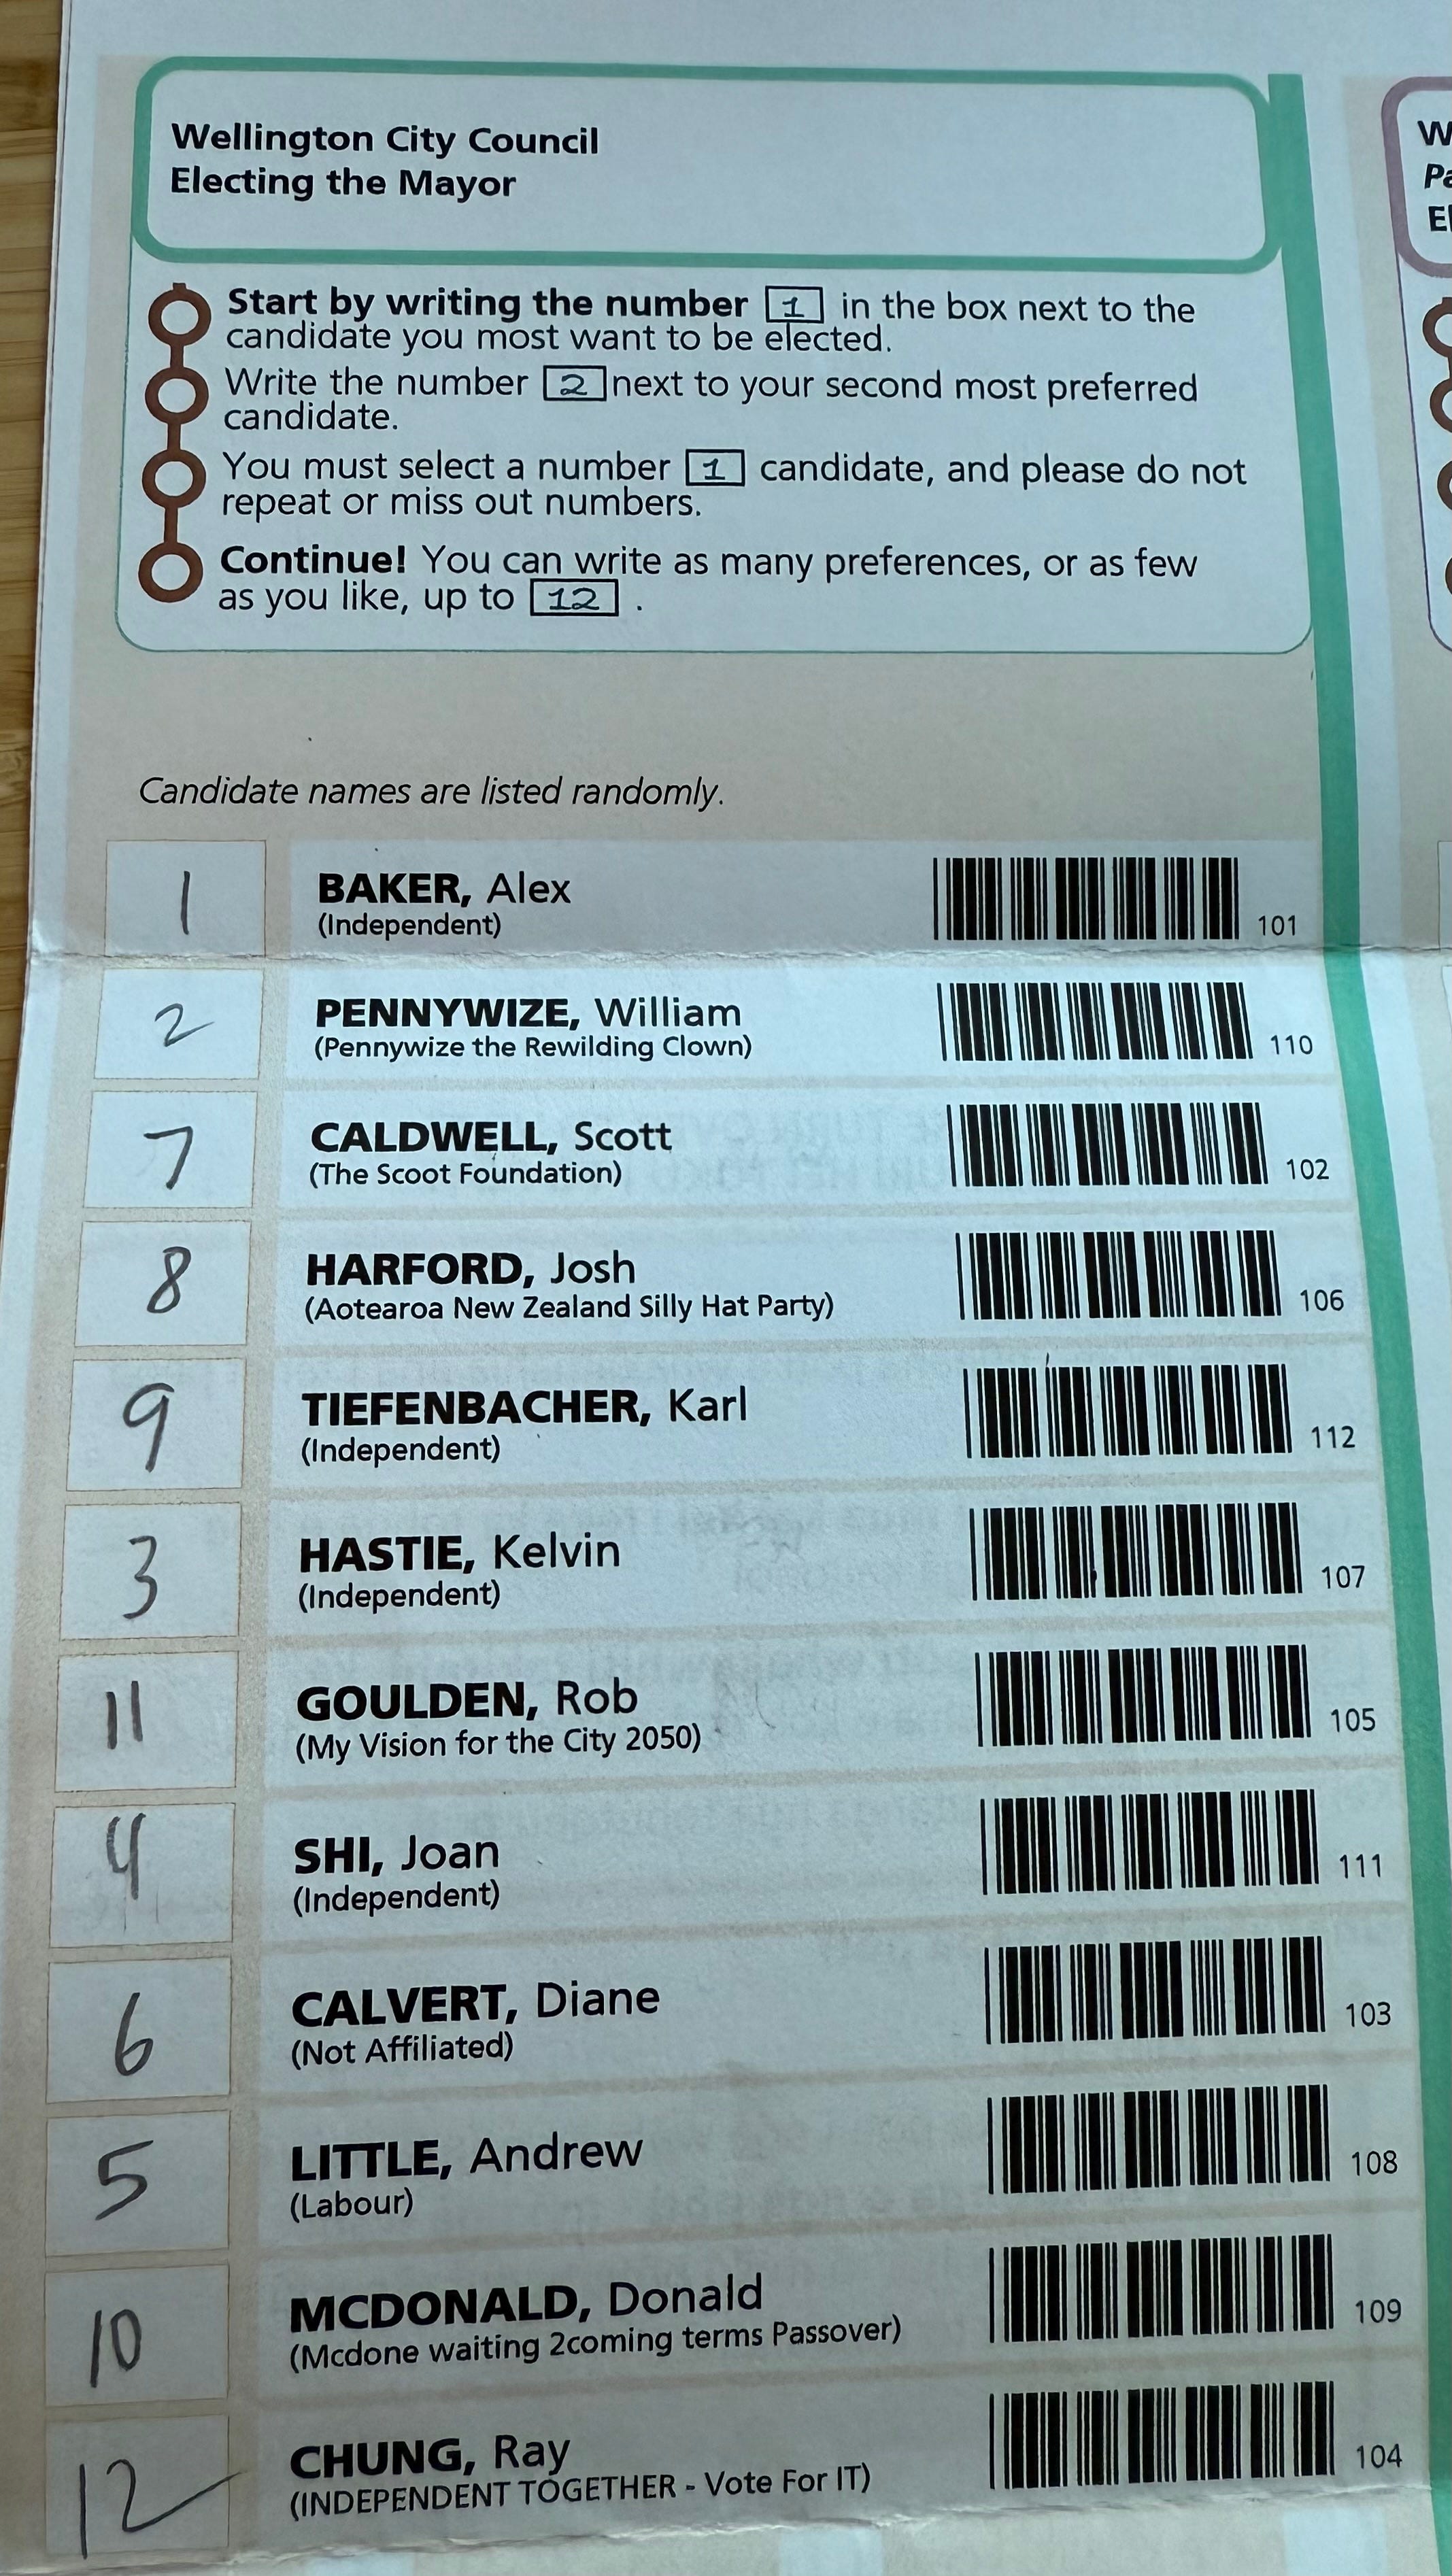 Wellington City Council
Electing the Mayor
Start by writing the number 1 in the box next to the
candidate you most want to be elected.
Write the number 2 next to your second most preferred
candidate.
You must select a number 1 candidate, and please do not
repeat or miss out numbers.
Continue! You can write as many preferences, or as few
as you like, up to 12 .
Candidate names are listed randomly.
1 BAKER, Alex
(Independent) 101
2 PENNYWIZE, William
(Pennywize the Rewilding Clown) 110
7 CALDWELL, Scott
(The Scoot Foundation) 102
8 HARFORD, Josh
(Aotearoa New Zealand Silly Hat Party) 106
9 TIEFENBACHER, Karl
(Independent) 112
3 HASTIE, Kelvin
(Independent) 107
11 GOULDEN, Rob
(My Vision for the City 2050) 105
4 SHI, Joan
(Independent) 111
6 CALVERT, Diane
(Not Affiliated) 103
5 LITTLE, Andrew
(Labour) 108
10 MCDONALD, Donald
(Mcdone waiting 2coming terms Passover) 109
12 CHUNG, Ray
(INDEPENDENT TOGETHER - Vote For IT) 104